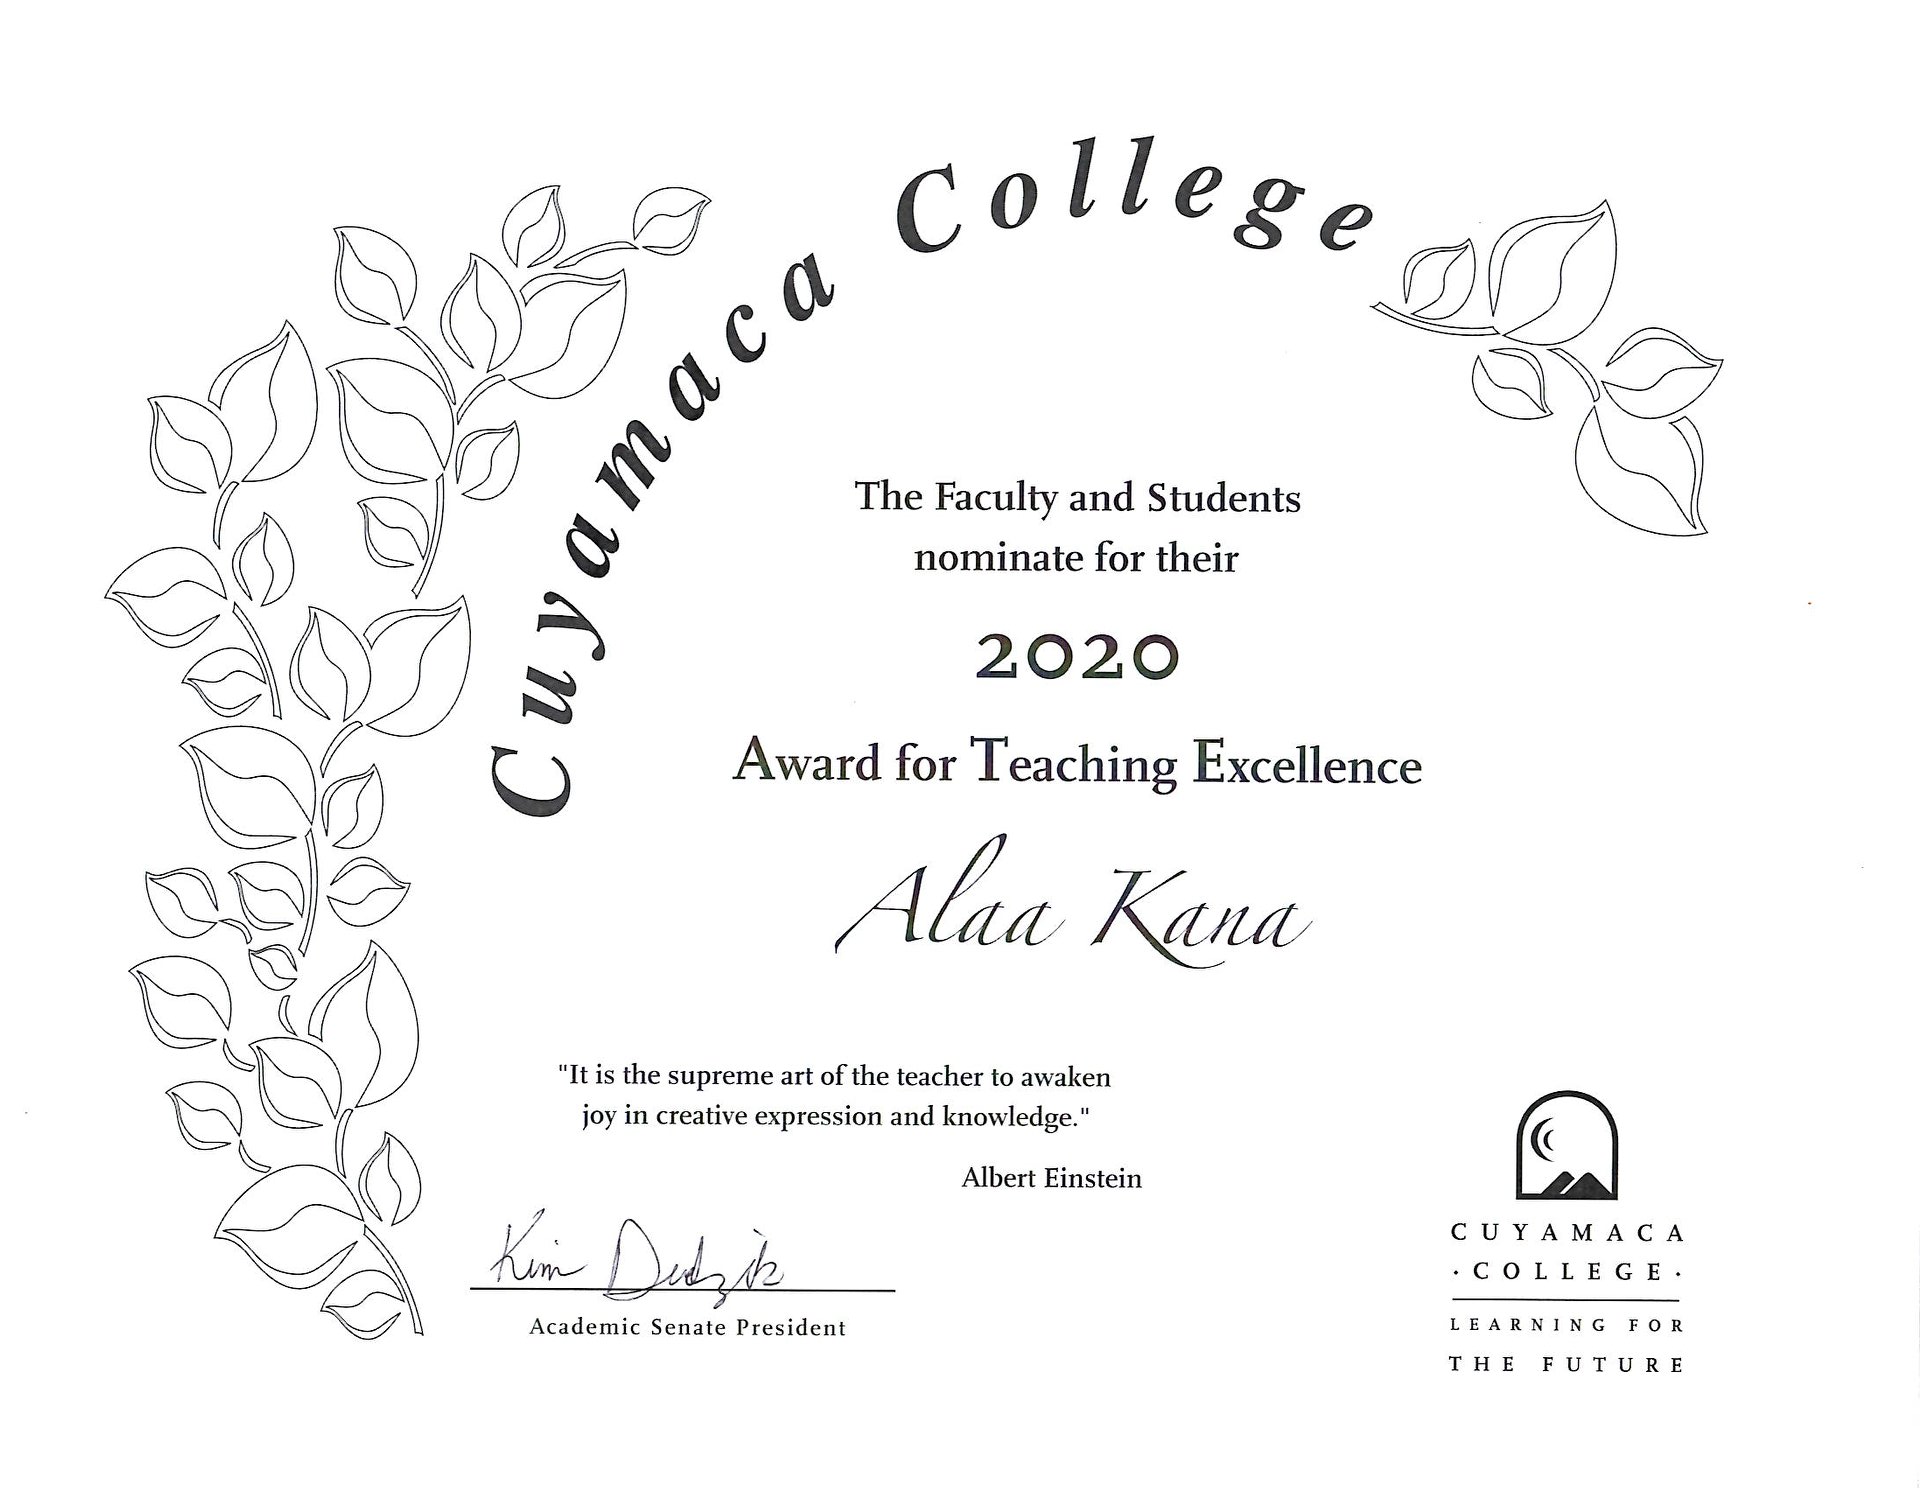 Cuyamaca College
The Faculty and Students
nominate for their
2020
Award for Teaching Excellence
Alaa Kana
"It is the supreme art of the teacher to awaken
joy in creative expression and knowledge."
Albert Einstein
Kim Dudzik
Academic Senate President
CUYAMACA
· COLLEGE ·
LEARNING FOR
THE FUTURE